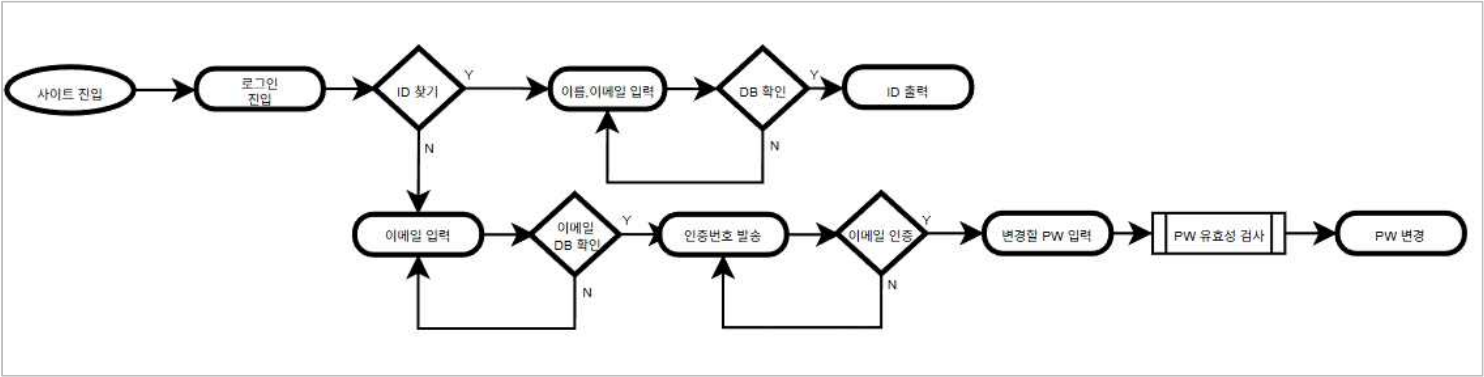 사이트 진입
로그인
진입
ID 찾기
Y
이름,이메일 입력
DB 확인
Y
ID 출력
N
N
이메일 입력
이메일
DB 확인
Y
인증번호 발송
이메일 인증
Y
변경할 PW 입력
PW 유효성 검사
PW 변경
N
N